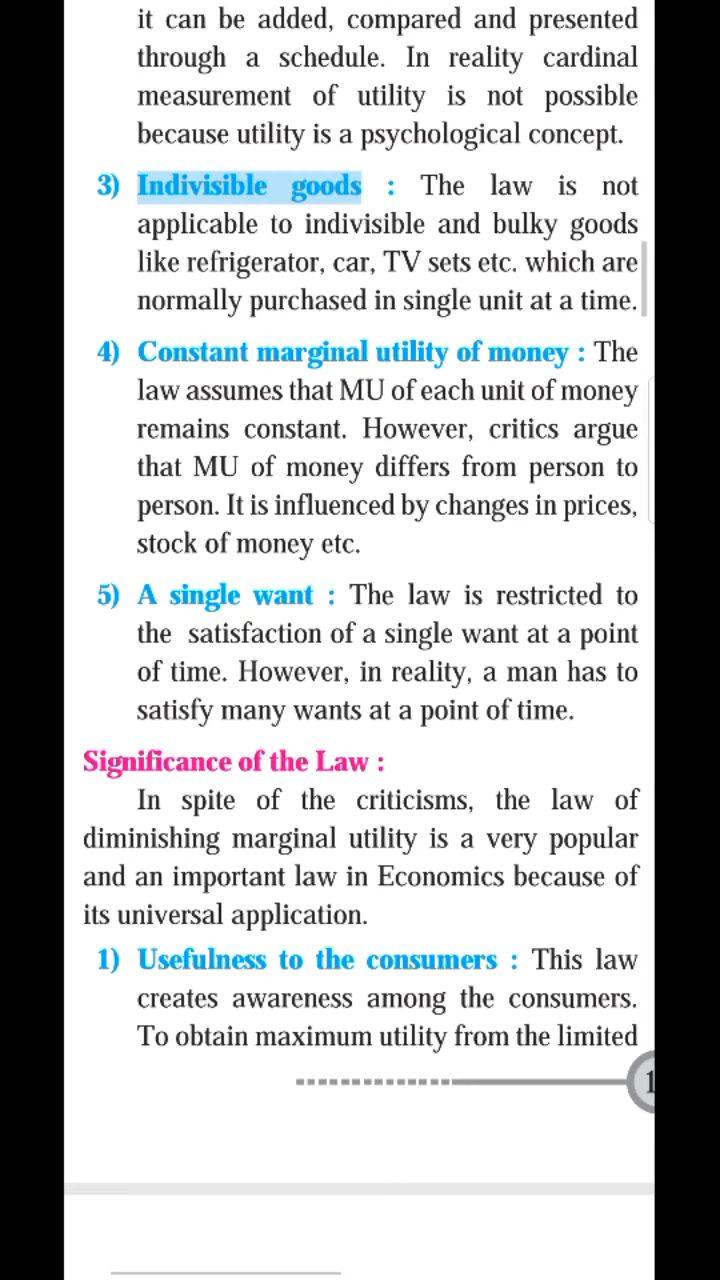 it can be added, compared and presented
through a schedule. In reality cardinal
measurement of utility is not possible
because utility is a psychological concept.
3) Indivisible goods : The law is not
applicable to indivisible and bulky goods
like refrigerator, car, TV sets etc. which are
normally purchased in single unit at a time.
4) Constant marginal utility of money : The
law assumes that MU of each unit of money
remains constant. However, critics argue
that MU of money differs from person to
person. It is influenced by changes in prices,
stock of money etc.
5) A single want : The law is restricted to
the satisfaction of a single want at a point
of time. However, in reality, a man has to
satisfy many wants at a point of time.
Significance of the Law :
In spite of the criticisms, the law of
diminishing marginal utility is a very popular
and an important law in Economics because of
its universal application.
1) Usefulness to the consumers : This law
creates awareness among the consumers.
To obtain maximum utility from the limited
1